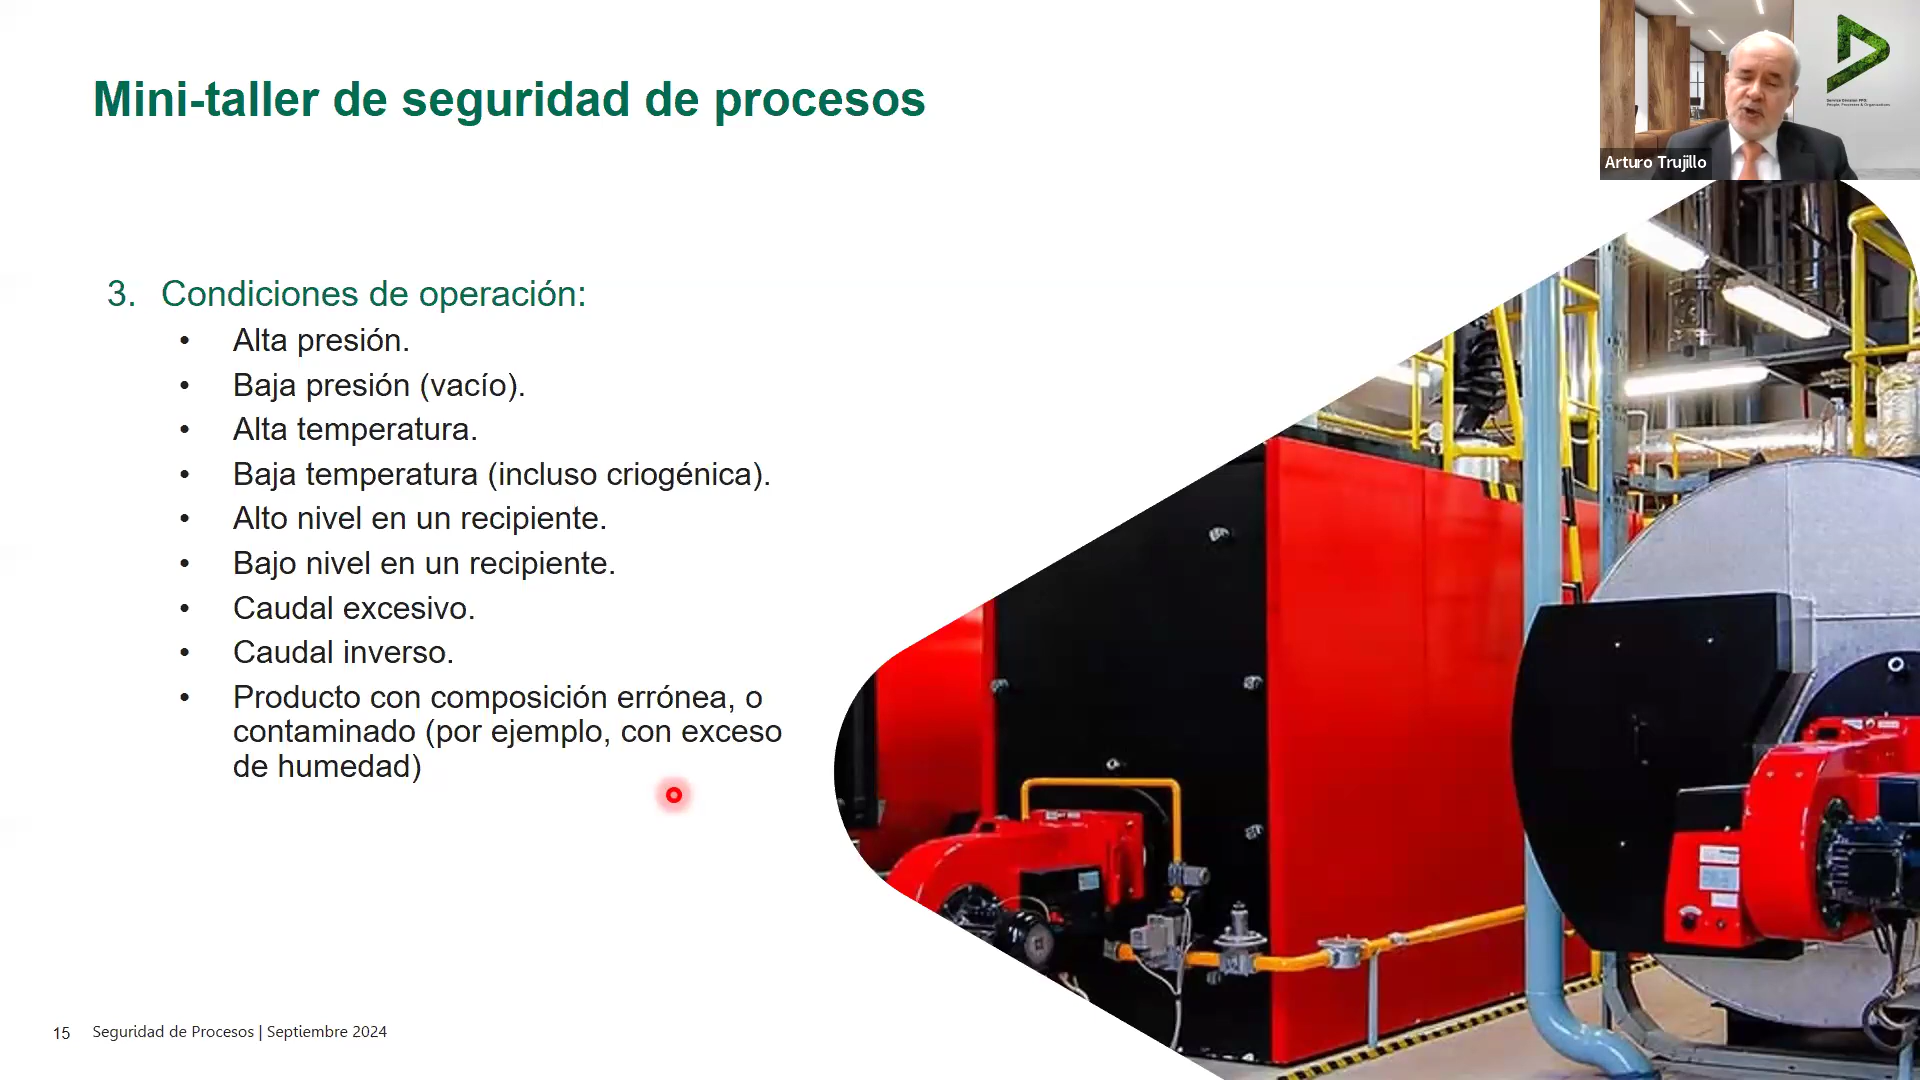 Mini-taller de seguridad de procesos
Arturo Trujillo
3. Condiciones de operación:
• Alta presión.
• Baja presión (vacío).
• Alta temperatura.
• Baja temperatura (incluso criogénica).
• Alto nivel en un recipiente.
• Bajo nivel en un recipiente.
• Caudal excesivo.
• Caudal inverso.
• Producto con composición errónea, o
contaminado (por ejemplo, con exceso
de humedad)
15 Seguridad de Procesos | Septiembre 2024